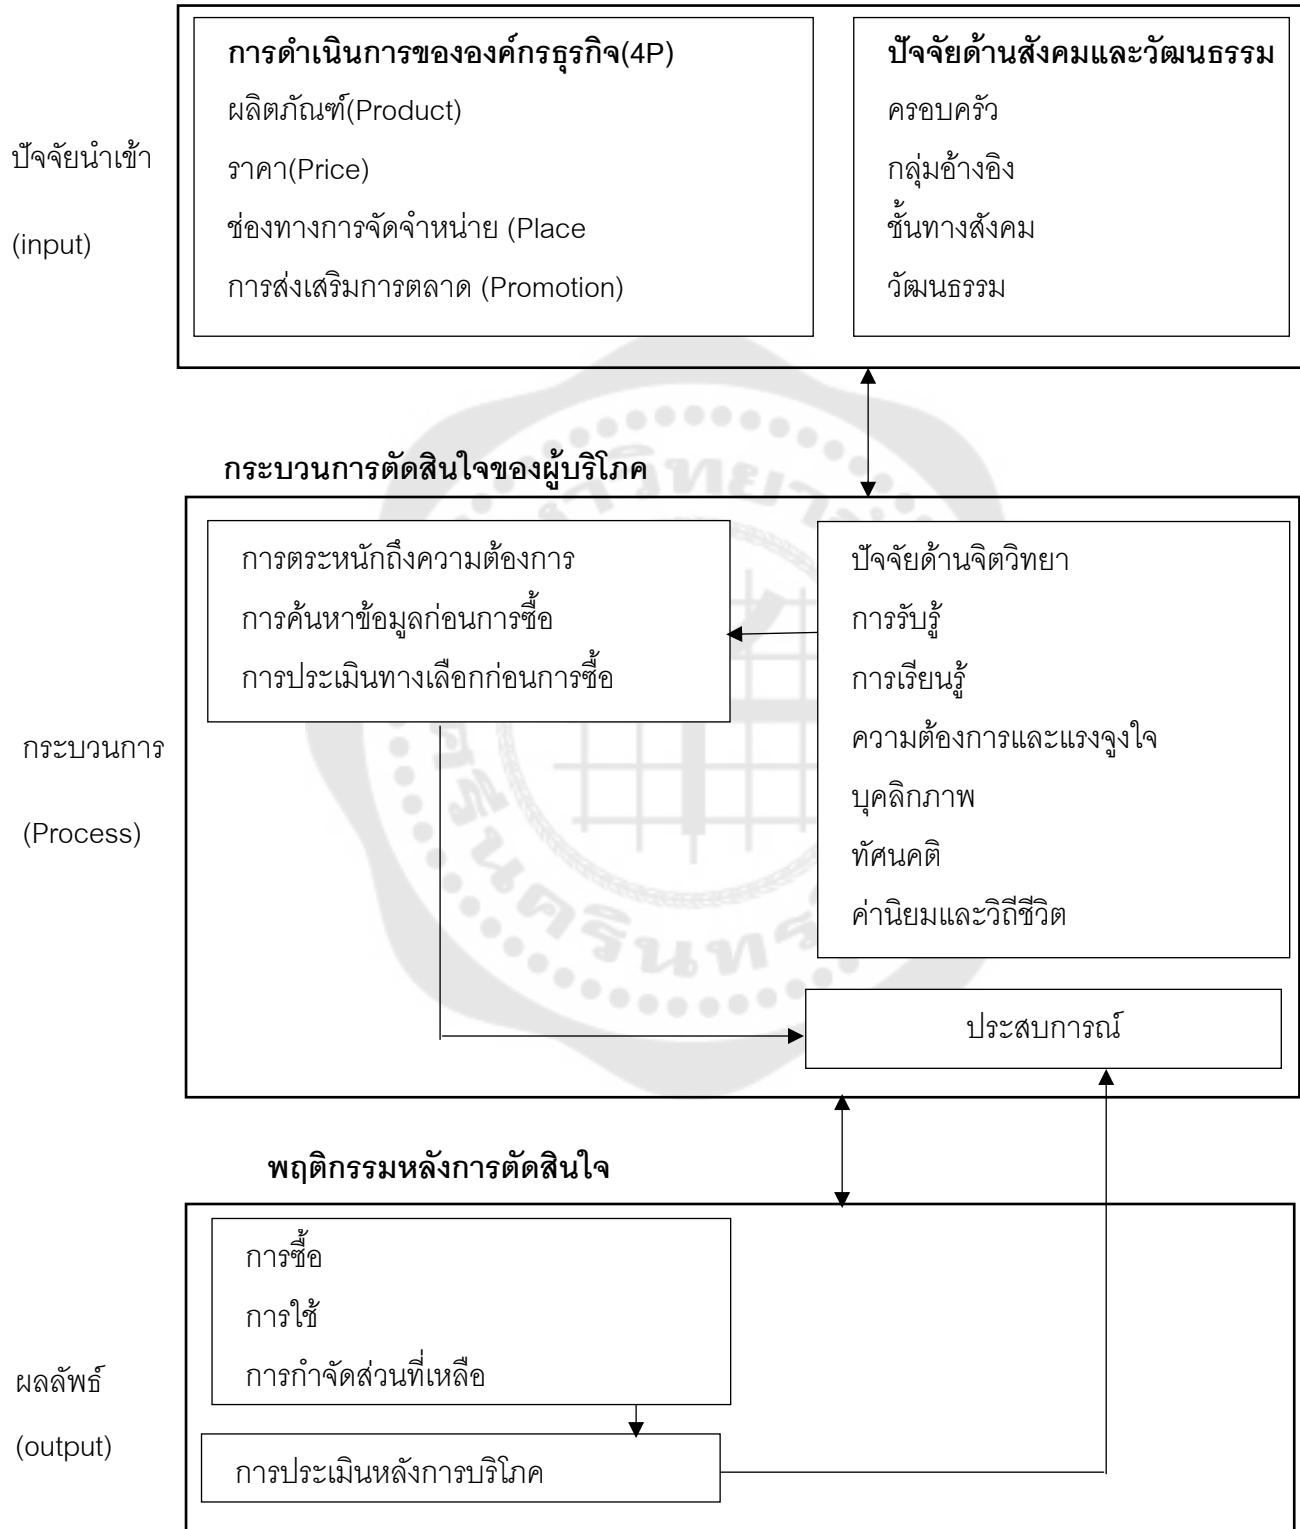 การดำเนินการขององค์กรธุรกิจ(4P)
ผลิตภัณฑ์(Product)
ราคา(Price)
ช่องทางการจัดจำหน่าย (Place
การส่งเสริมการตลาด (Promotion)
ปัจจัยด้านสังคมและวัฒนธรรม
ครอบครัว
กลุ่มอ้างอิง
ชั้นทางสังคม
วัฒนธรรม
ปัจจัยนำเข้า
(input)
กระบวนการตัดสินใจของผู้บริโภค
การตระหนักถึงความต้องการ
การค้นหาข้อมูลก่อนการซื้อ
การประเมินทางเลือกก่อนการซื้อ
ปัจจัยด้านจิตวิทยา
การรับรู้
การเรียนรู้
ความต้องการและแรงจูงใจ
บุคลิกภาพ
ทัศนคติ
ค่านิยมและวิถีชีวิต
กระบวนการ
(Process)
ประสบการณ์
พฤติกรรมหลังการตัดสินใจ
การซื้อ
การใช้
การกำจัดส่วนที่เหลือ
ผลลัพธ์
(output)
การประเมินหลังการบริโภค